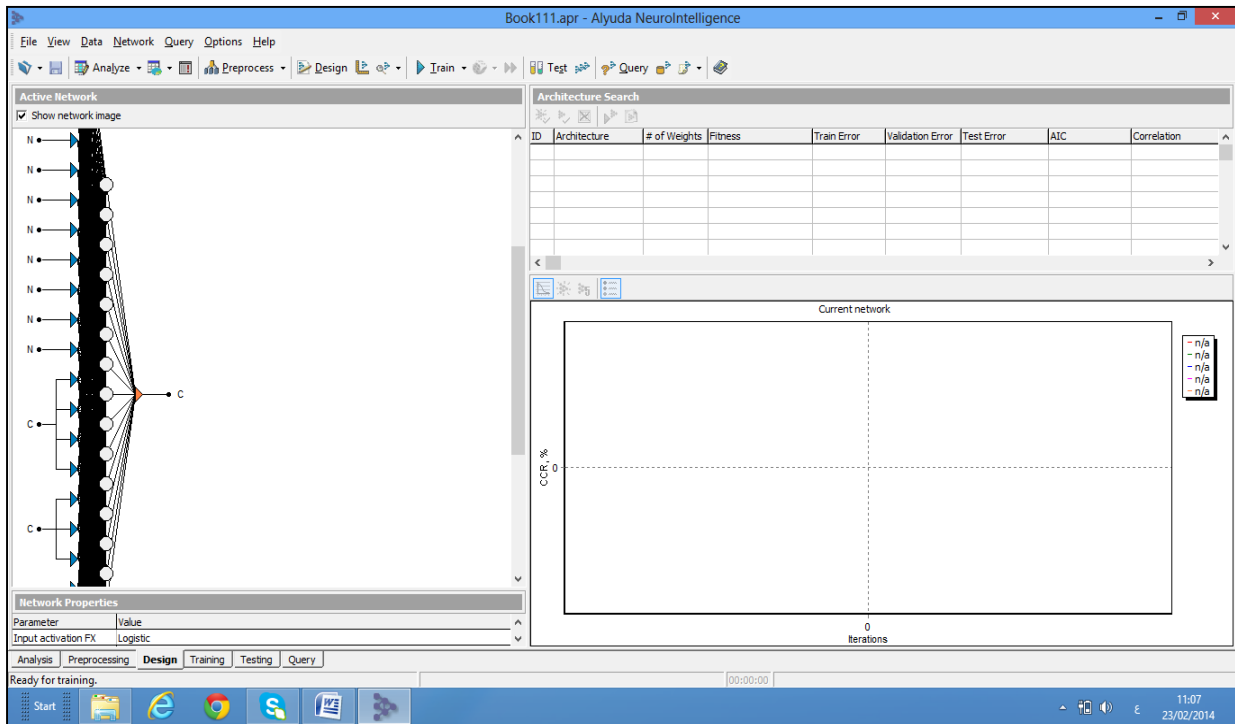 Book111.apr - Alyuda NeuroIntelligence
File View Data Network Query Options Help
Analyze Preprocess Design Train Test Query
Active Network
Show network image
N
N
N
N
N
N
N
N
C
C
C
Network Properties
Parameter Value
Input activation FX Logistic
Architecture Search
ID Architecture # of Weights Fitness Train Error Validation Error Test Error AIC Correlation
Current network
CCR, %
0
0
Iterations
n/a
n/a
n/a
n/a
n/a
Analysis Preprocessing Design Training Testing Query
Ready for training.
00:00:00
Start
ع
11:07
23/02/2014